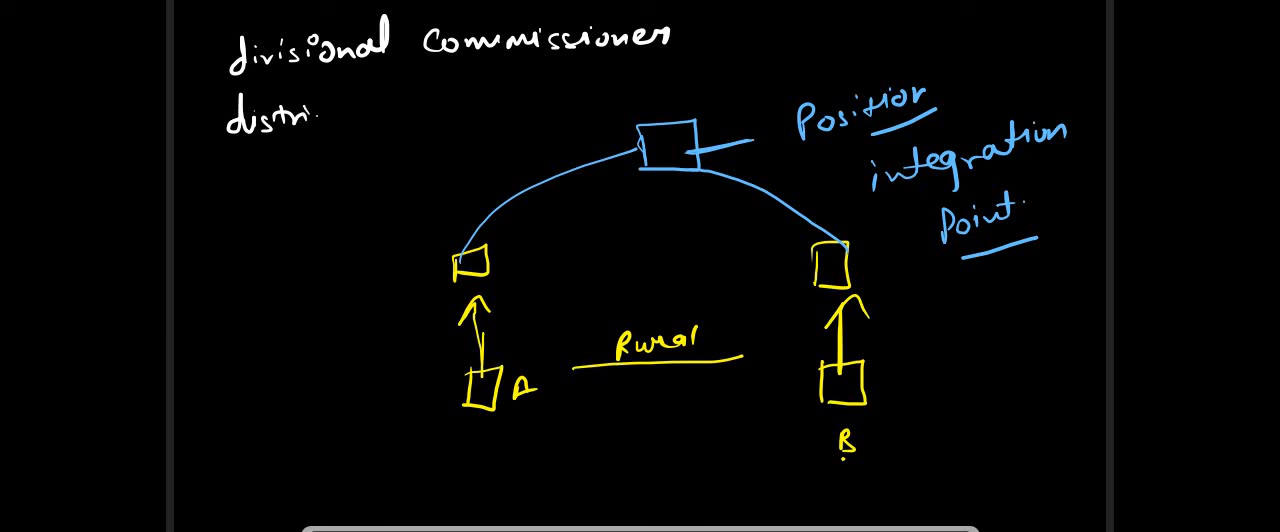 divisional commissioner
distri
Position
integration
Point.
Rural
A
B